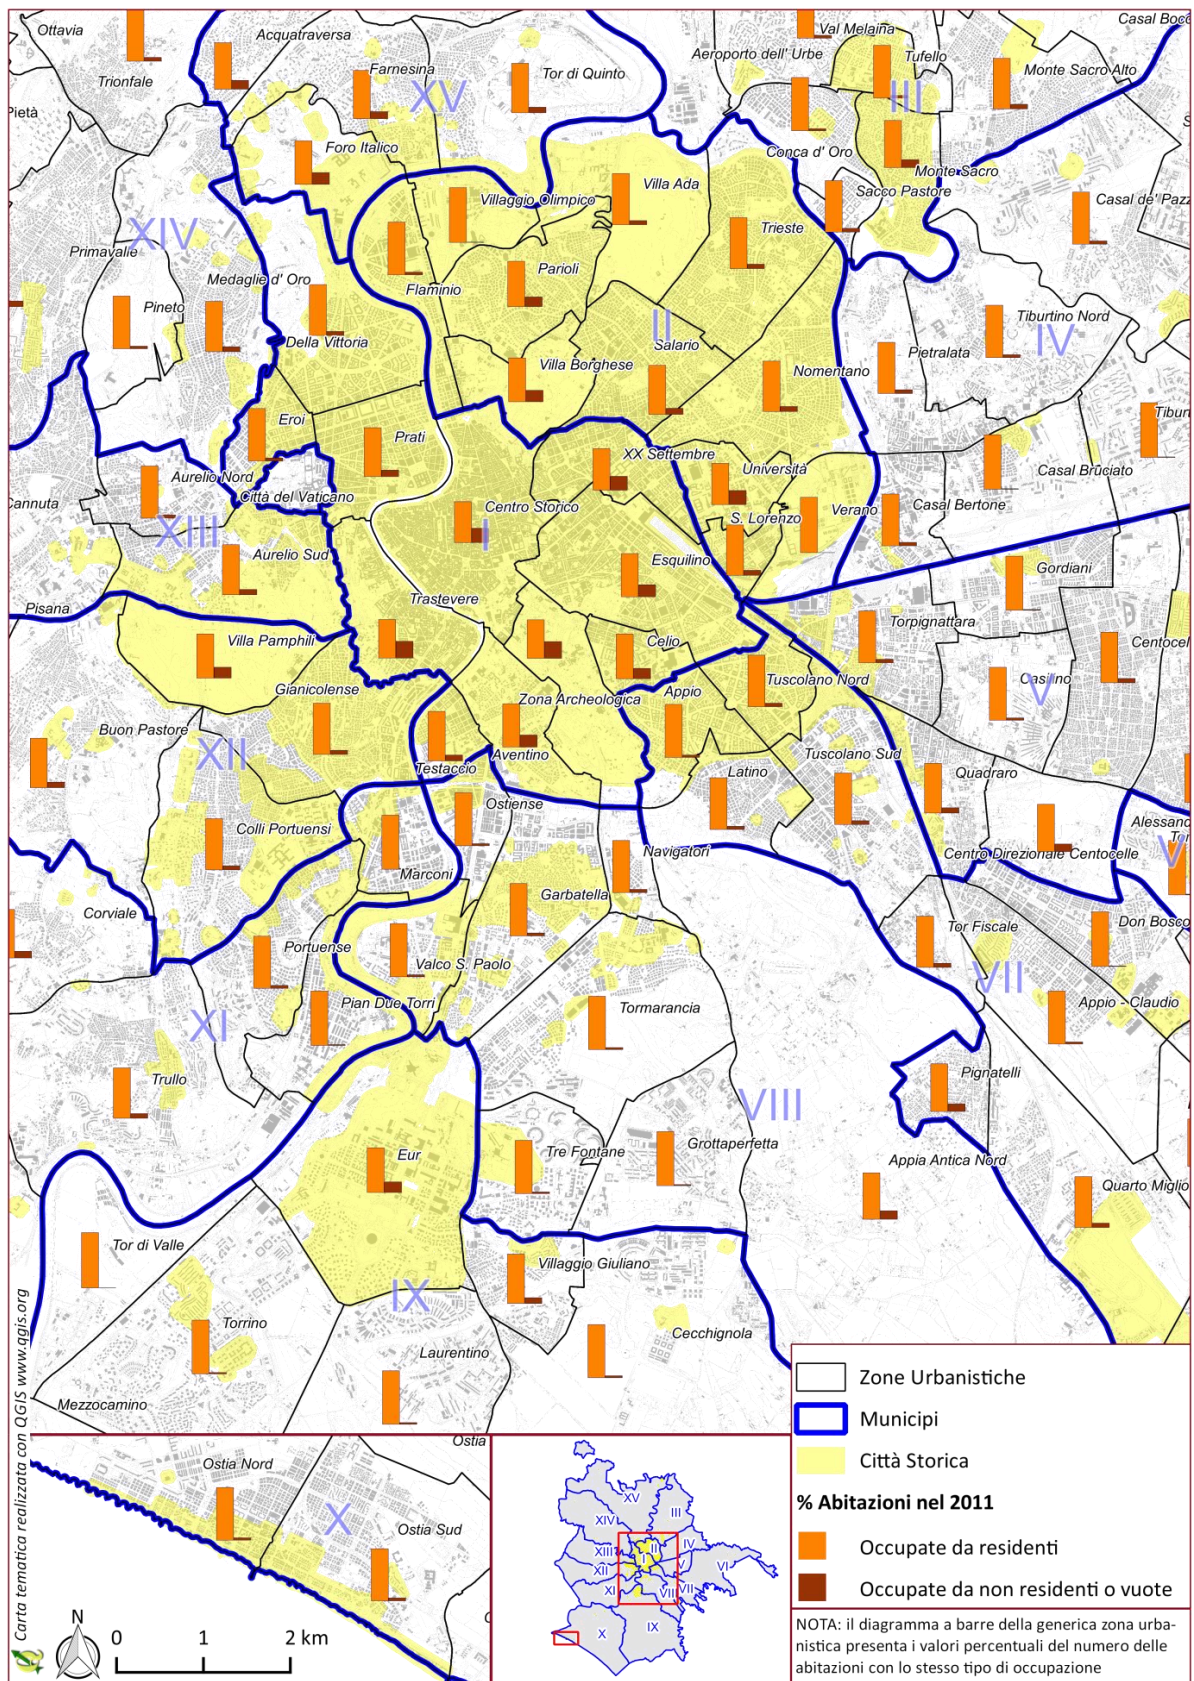 Ottavia
Acquatraversa
Val Melaina
Casal Bocc
Trionfale
Farnesina
Tor di Quinto
Aeroporto dell' Urbe
Tufello
Monte Sacro Alto
XV
III
Pietà
Foro Italico
Conca d' Oro
Monte Sacro
Villa Ada
Sacco Pastore
Casal de' Pazz
Villaggio Olimpico
XIV
Trieste
Primavalle
Parioli
Medaglie d' Oro
Flaminio
Pineto
Tiburtino Nord
II
IV
Della Vittoria
Salario
Pietralata
Villa Borghese
Nomentano
Eroi
Prati
Tibur
XX Settembre
Università
Casal Bruciato
Aurelio Nord
Città del Vaticano
Cannuta
Centro Storico
Verano
Casal Bertone
S. Lorenzo
XIII
I
Aurelio Sud
Esquilino
Gordiani
Pisana
Trastevere
Torpignattara
Villa Pamphili
Celio
Centocel
Gianicolense
Zona Archeologica
Appio
Tuscolano Nord
Casilino
V
Buon Pastore
XII
Aventino
Tuscolano Sud
Testaccio
Latino
Quadraro
Ostiense
Colli Portuensi
Alessand
Tor
Navigatori
Centro Direzionale Centocelle
V
Marconi
Garbatella
Corviale
Tor Fiscale
Don Bosco
Portuense
Valco S. Paolo
VII
Pian Due Torri
Tormarancia
Appio - Claudio
XI
Trullo
Pignatelli
VIII
Eur
Tre Fontane
Grottaperfetta
Appia Antica Nord
Quarto Miglio
Tor di Valle
Villaggio Giuliano
IX
Torrino
Cecchignola
Laurentino
Mezzocamino
Carta tematica realizzata con QGIS www.qgis.org
Zone Urbanistiche
Municipi
Città Storica
% Abitazioni nel 2011
Occupate da residenti
Occupate da non residenti o vuote
NOTA: il diagramma a barre della generica zona urba-
nistica presenta i valori percentuali del numero delle
abitazioni con lo stesso tipo di occupazione
Ostia
Ostia Nord
X
Ostia Sud
N
0 1 2 km
XV
III
XIV
XIII
I
II
IV
XII
V
VI
XI
VIII
VII
X
IX